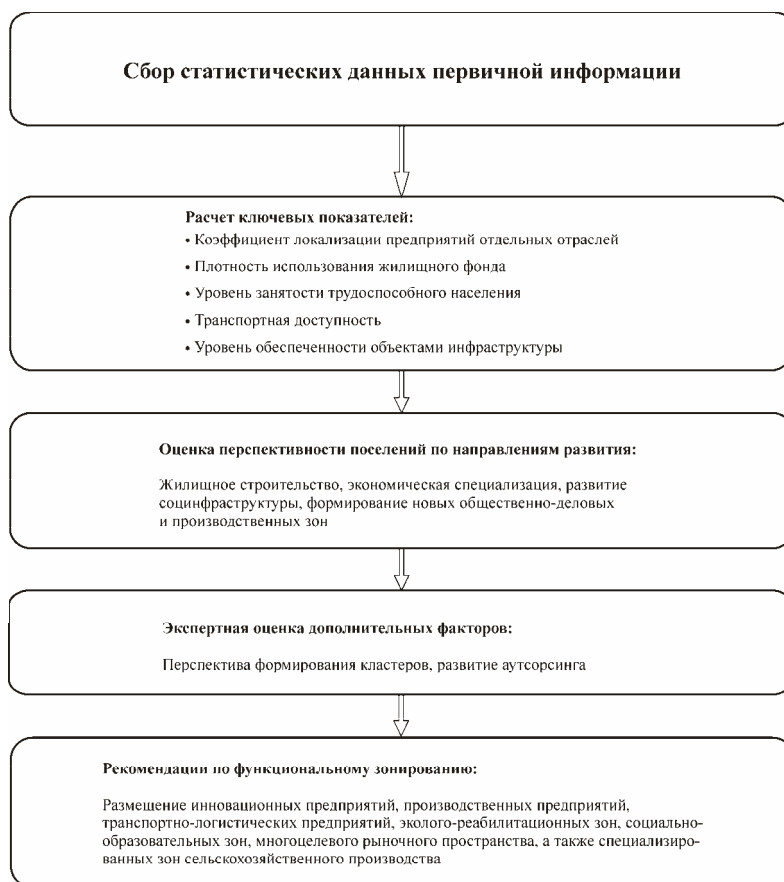 Сбор статистических данных первичной информации
Расчет ключевых показателей:
• Коэффициент локализации предприятий отдельных отраслей
• Плотность использования жилищного фонда
• Уровень занятости трудоспособного населения
• Транспортная доступность
• Уровень обеспеченности объектами инфраструктуры
Оценка перспективности поселений по направлениям развития:
Жилищное строительство, экономическая специализация, развитие
социнфраструктуры, формирование новых общественно-деловых
и производственных зон
Экспертная оценка дополнительных факторов:
Перспектива формирования кластеров, развитие аутсорсинга
Рекомендации по функциональному зонированию:
Размещение инновационных предприятий, производственных предприятий,
транспортно-логистических предприятий, эколого-реабилитационных зон, социально-
образовательных зон, многоцелевого рыночного пространства, а также специализиро-
ванных зон сельскохозяйственного производства